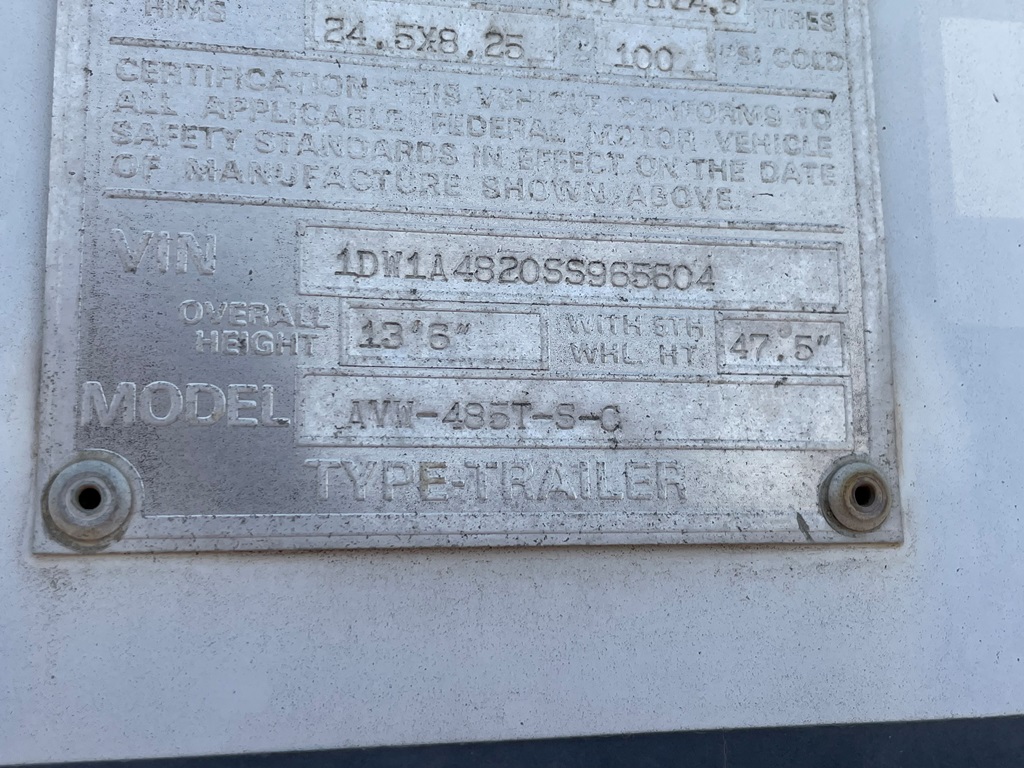 RIMS TIRES
24.5X8.25 100 PSI COLD
CERTIFICATION-THIS VEHICLE CONFORMS TO
ALL APPLICABLE FEDERAL MOTOR VEHICLE
SAFETY STANDARDS IN EFFECT ON THE DATE
OF MANUFACTURE SHOWN ABOVE.
VIN 1DW1A4820SS965604
OVERALL HEIGHT 13'6" WITH 5TH WHL. HT. 47.5"
MODEL AVW-485T-S-C
TYPE-TRAILER